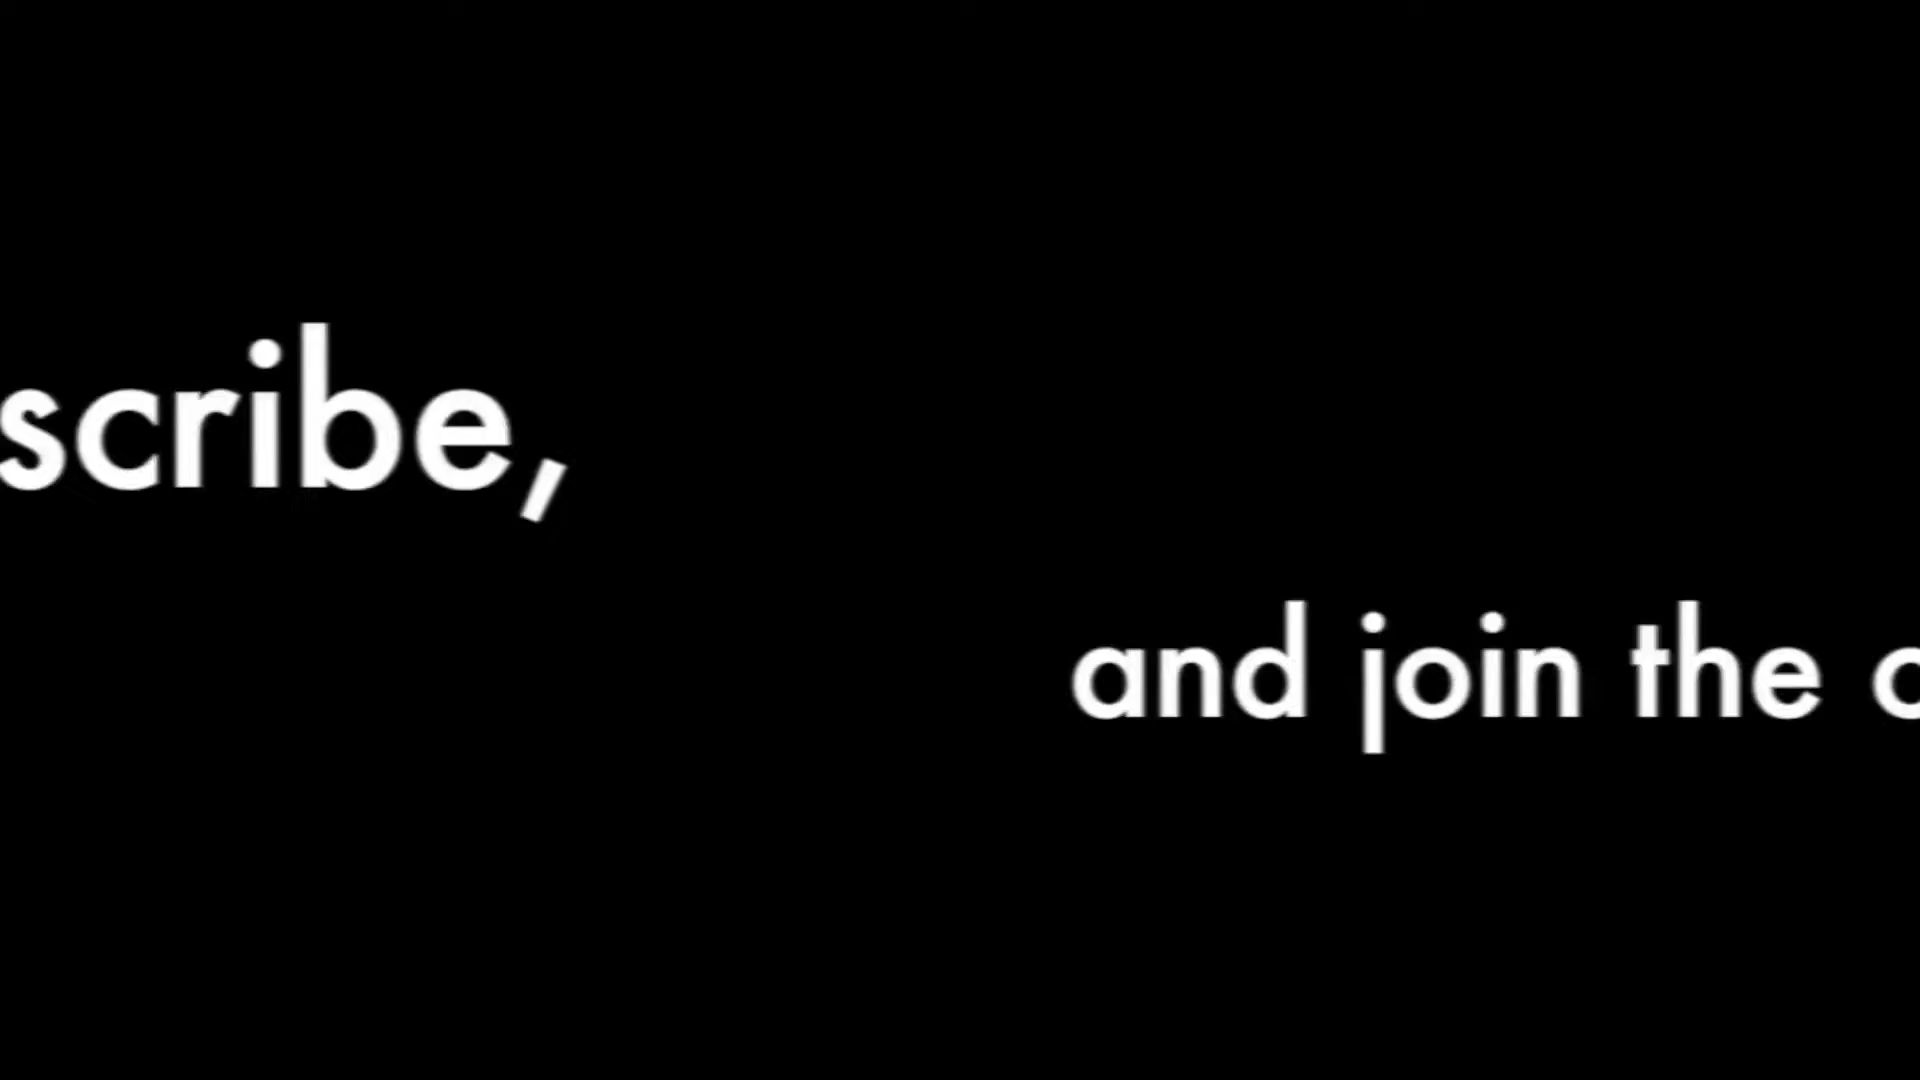 scribe,
and join the